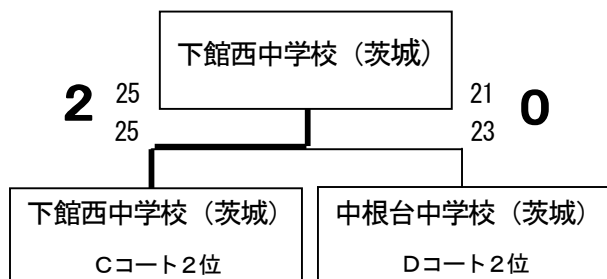 下館西中学校（茨城）
2 25 21 0
25 23
下館西中学校（茨城） 中根台中学校（茨城）
Cコート２位 Dコート２位